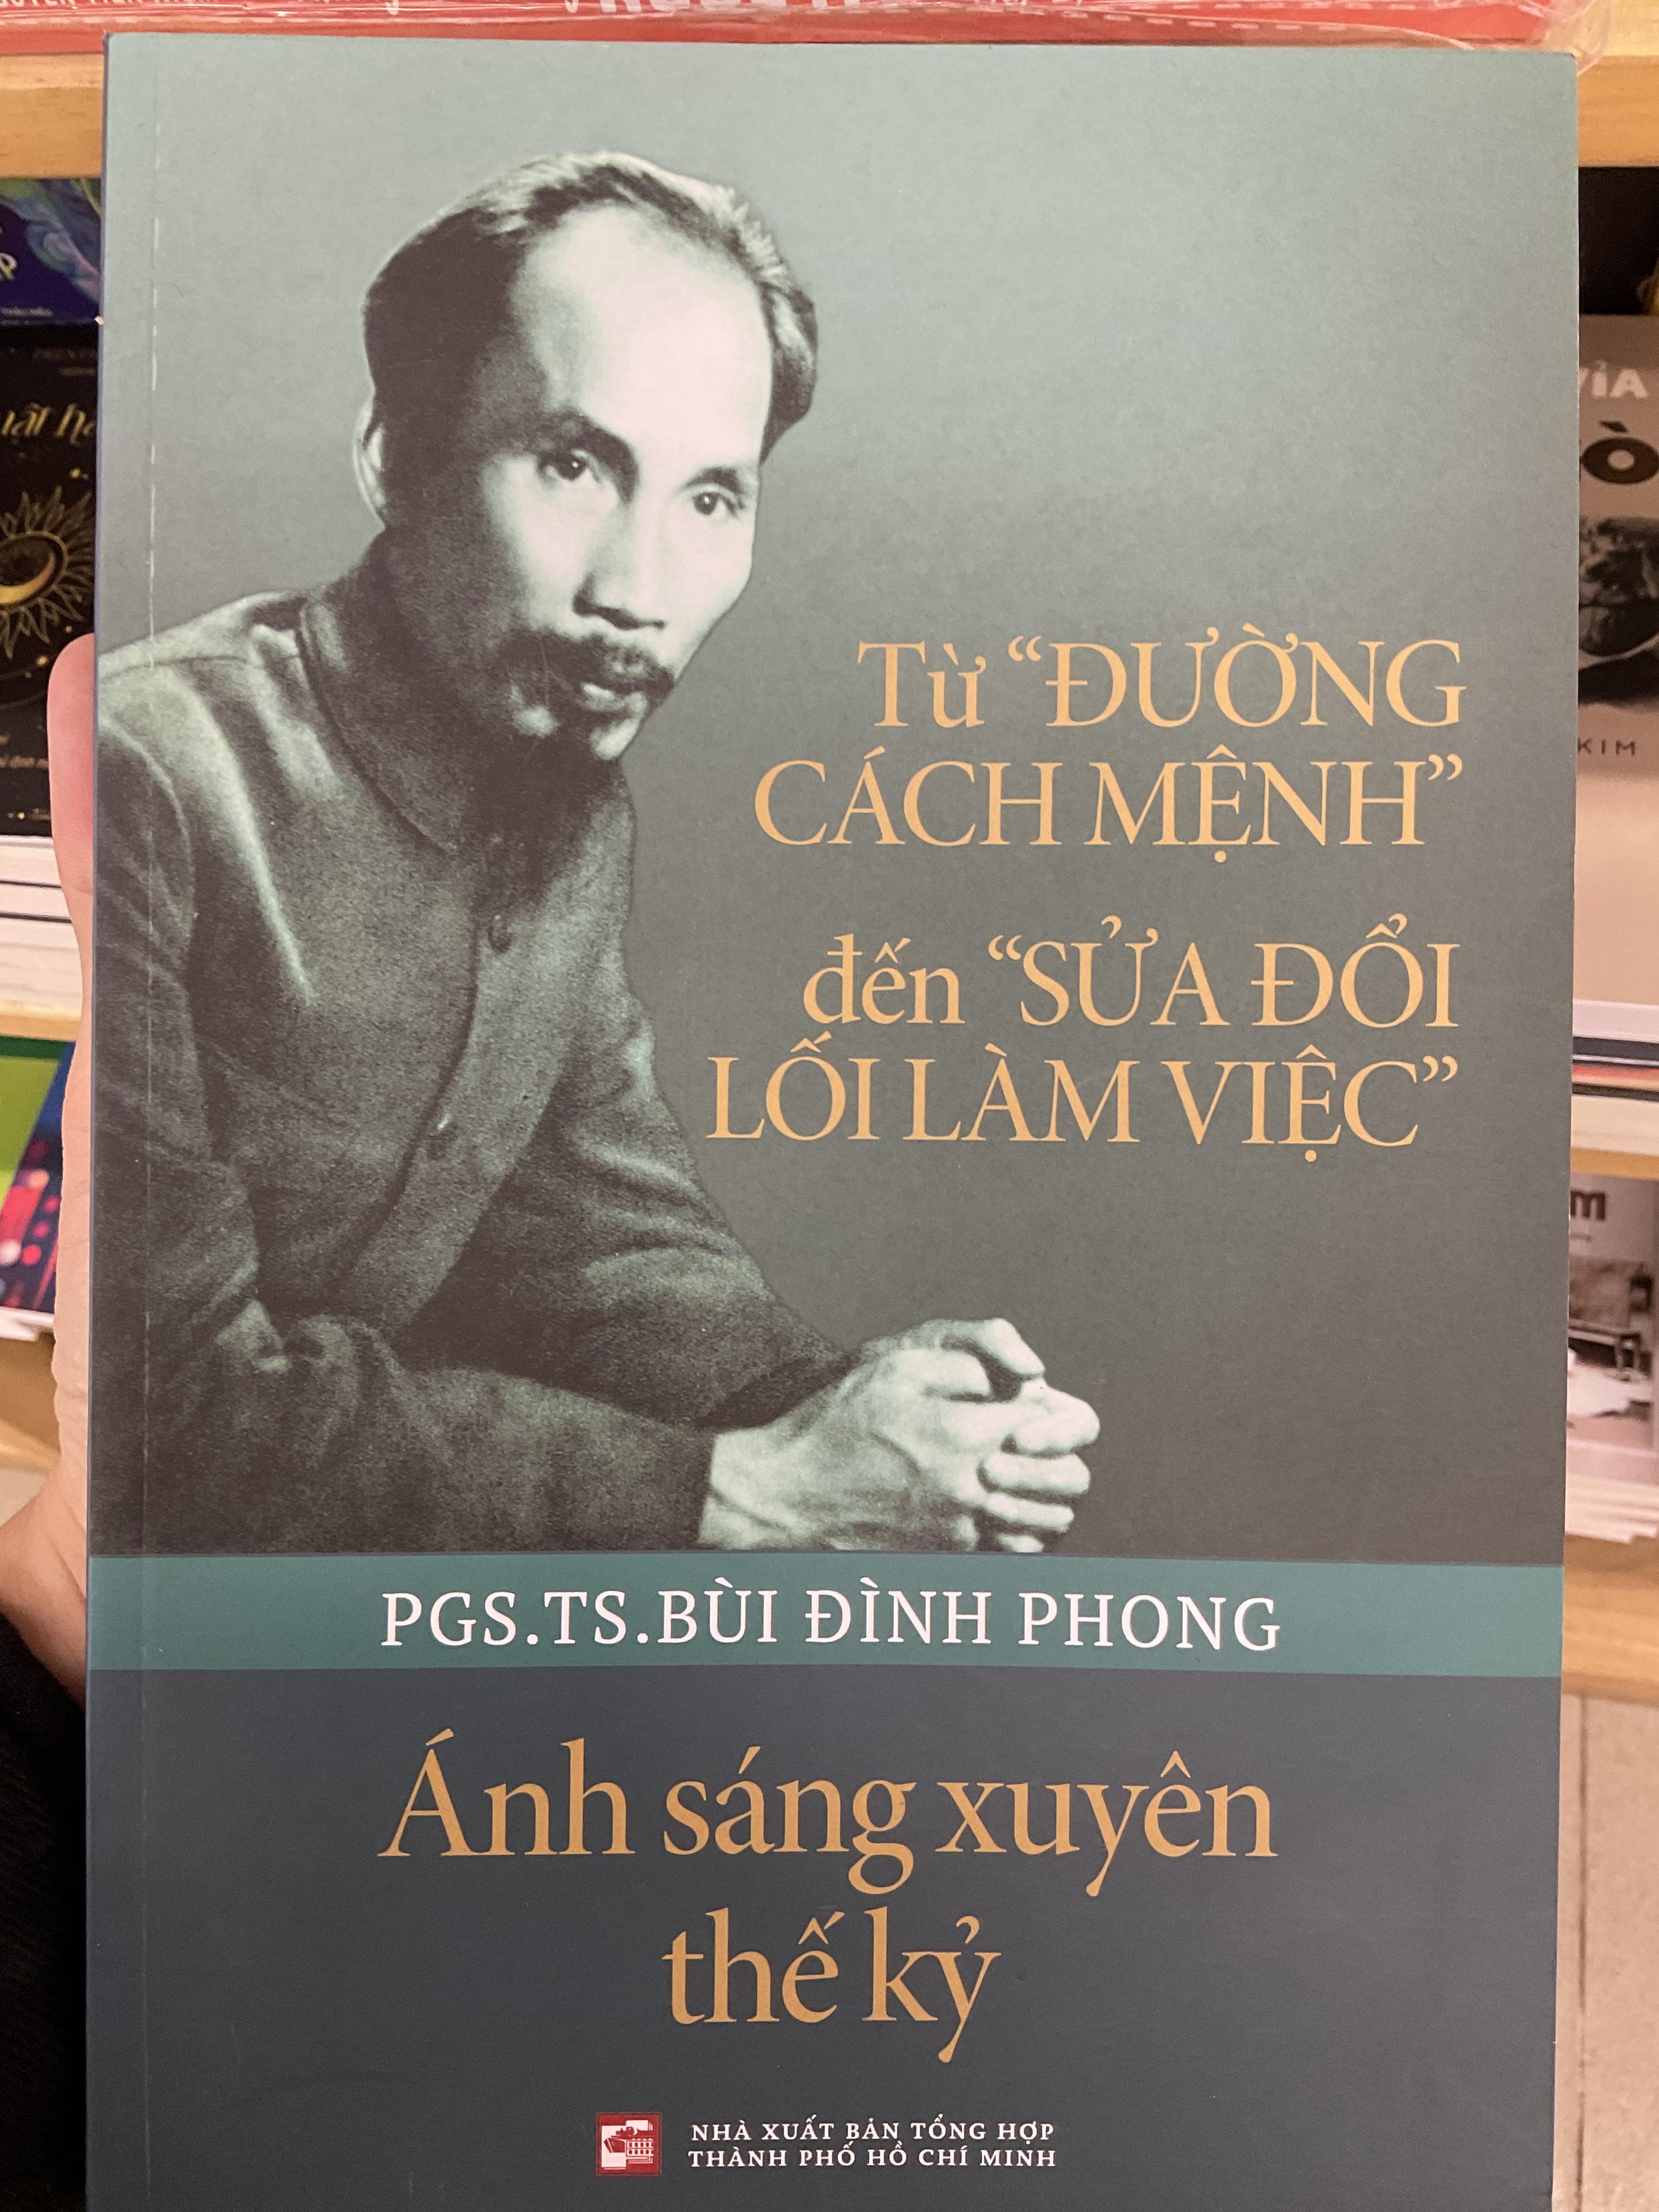 Từ “ĐƯỜNG
CÁCH MỆNH”
đến “SỬA ĐỔI
LỐI LÀM VIỆC”
PGS.TS.BÙI ĐÌNH PHONG
Ánh sáng xuyên
thế kỷ
NHÀ XUẤT BẢN TỔNG HỢP
THÀNH PHỐ HỒ CHÍ MINH
KIM